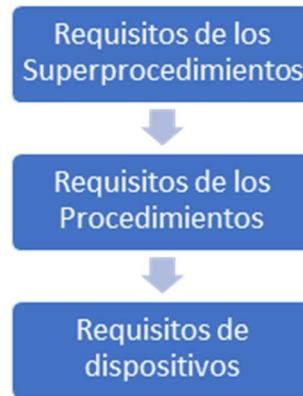 Requisitos de los
Superprocedimientos
Requisitos de los
Procedimientos
Requisitos de
dispositivos